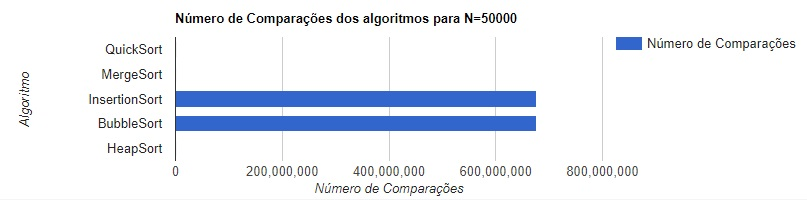 Número de Comparações dos algoritmos para N=50000
Número de Comparações
Algoritmo
QuickSort
MergeSort
InsertionSort
BubbleSort
HeapSort
0 200,000,000 400,000,000 600,000,000 800,000,000
Número de Comparações